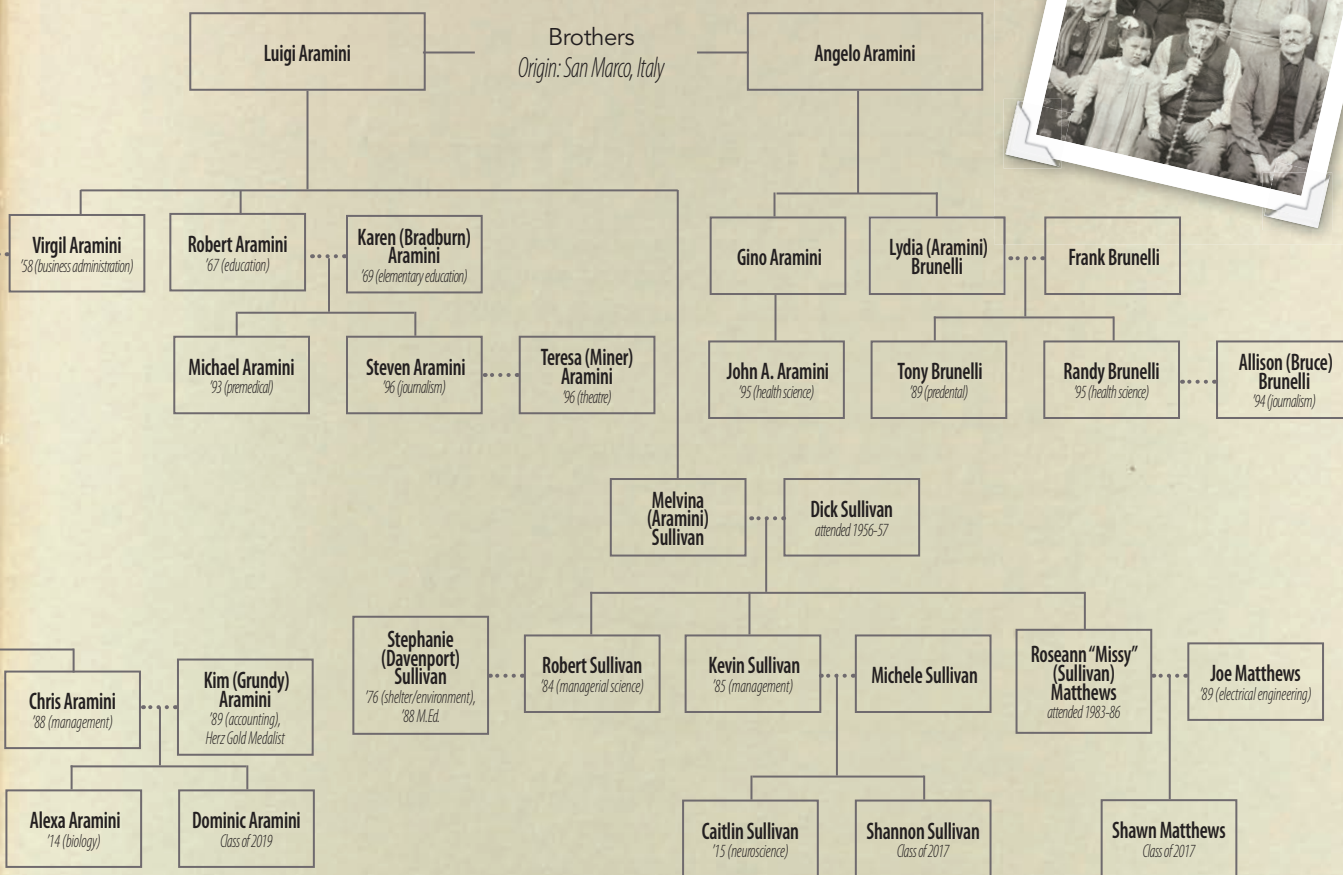 Luigi Aramini
Brothers
Origin: San Marco, Italy
Angelo Aramini
Virgil Aramini
'58 (business administration)
Robert Aramini
'67 (education)
Karen (Bradburn)
Aramini
'69 (elementary education)
Gino Aramini
Lydia (Aramini)
Brunelli
Frank Brunelli
Michael Aramini
'93 (premedical)
Steven Aramini
'96 (journalism)
Teresa (Miner)
Aramini
'96 (theatre)
John A. Aramini
'95 (health science)
Tony Brunelli
'89 (predental)
Randy Brunelli
'95 (health science)
Allison (Bruce)
Brunelli
'94 (journalism)
Melvina
(Aramini)
Sullivan
Dick Sullivan
attended 1956-57
Stephanie
(Davenport)
Sullivan
'76 (shelter/environment),
'88 M.Ed.
Robert Sullivan
'84 (managerial science)
Kevin Sullivan
'85 (management)
Michele Sullivan
Roseann "Missy"
(Sullivan)
Matthews
attended 1983-86
Joe Matthews
'89 (electrical engineering)
Chris Aramini
'88 (management)
Kim (Grundy)
Aramini
'89 (accounting),
Herz Gold Medalist
Alexa Aramini
'14 (biology)
Dominic Aramini
Class of 2019
Caitlin Sullivan
'15 (neuroscience)
Shannon Sullivan
Class of 2017
Shawn Matthews
Class of 2017